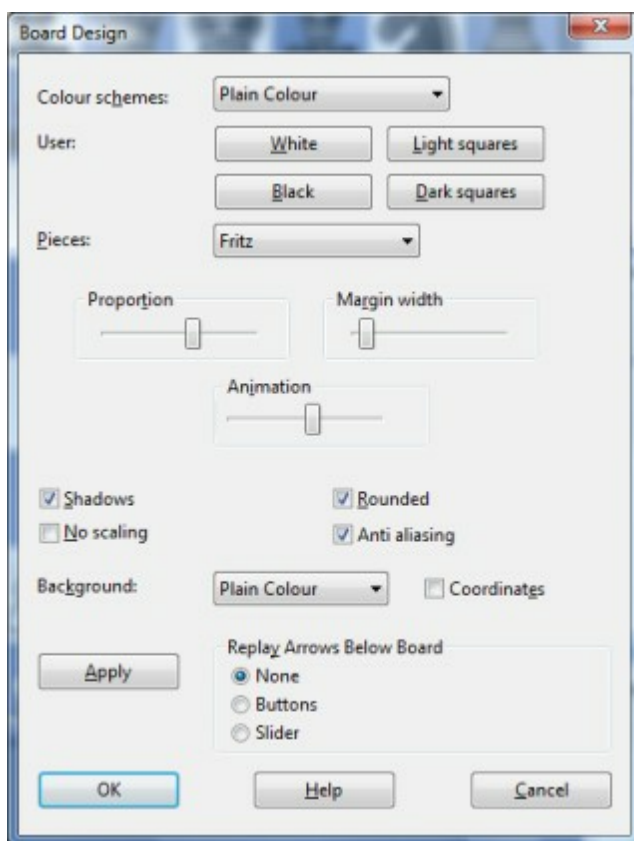 Board Design
Colour schemes: Plain Colour
User: White Light squares
Black Dark squares
Pieces: Fritz
Proportion Margin width
Animation
Shadows Rounded
No scaling Anti aliasing
Background: Plain Colour Coordinates
Replay Arrows Below Board
Apply None
Buttons
Slider
OK Help Cancel